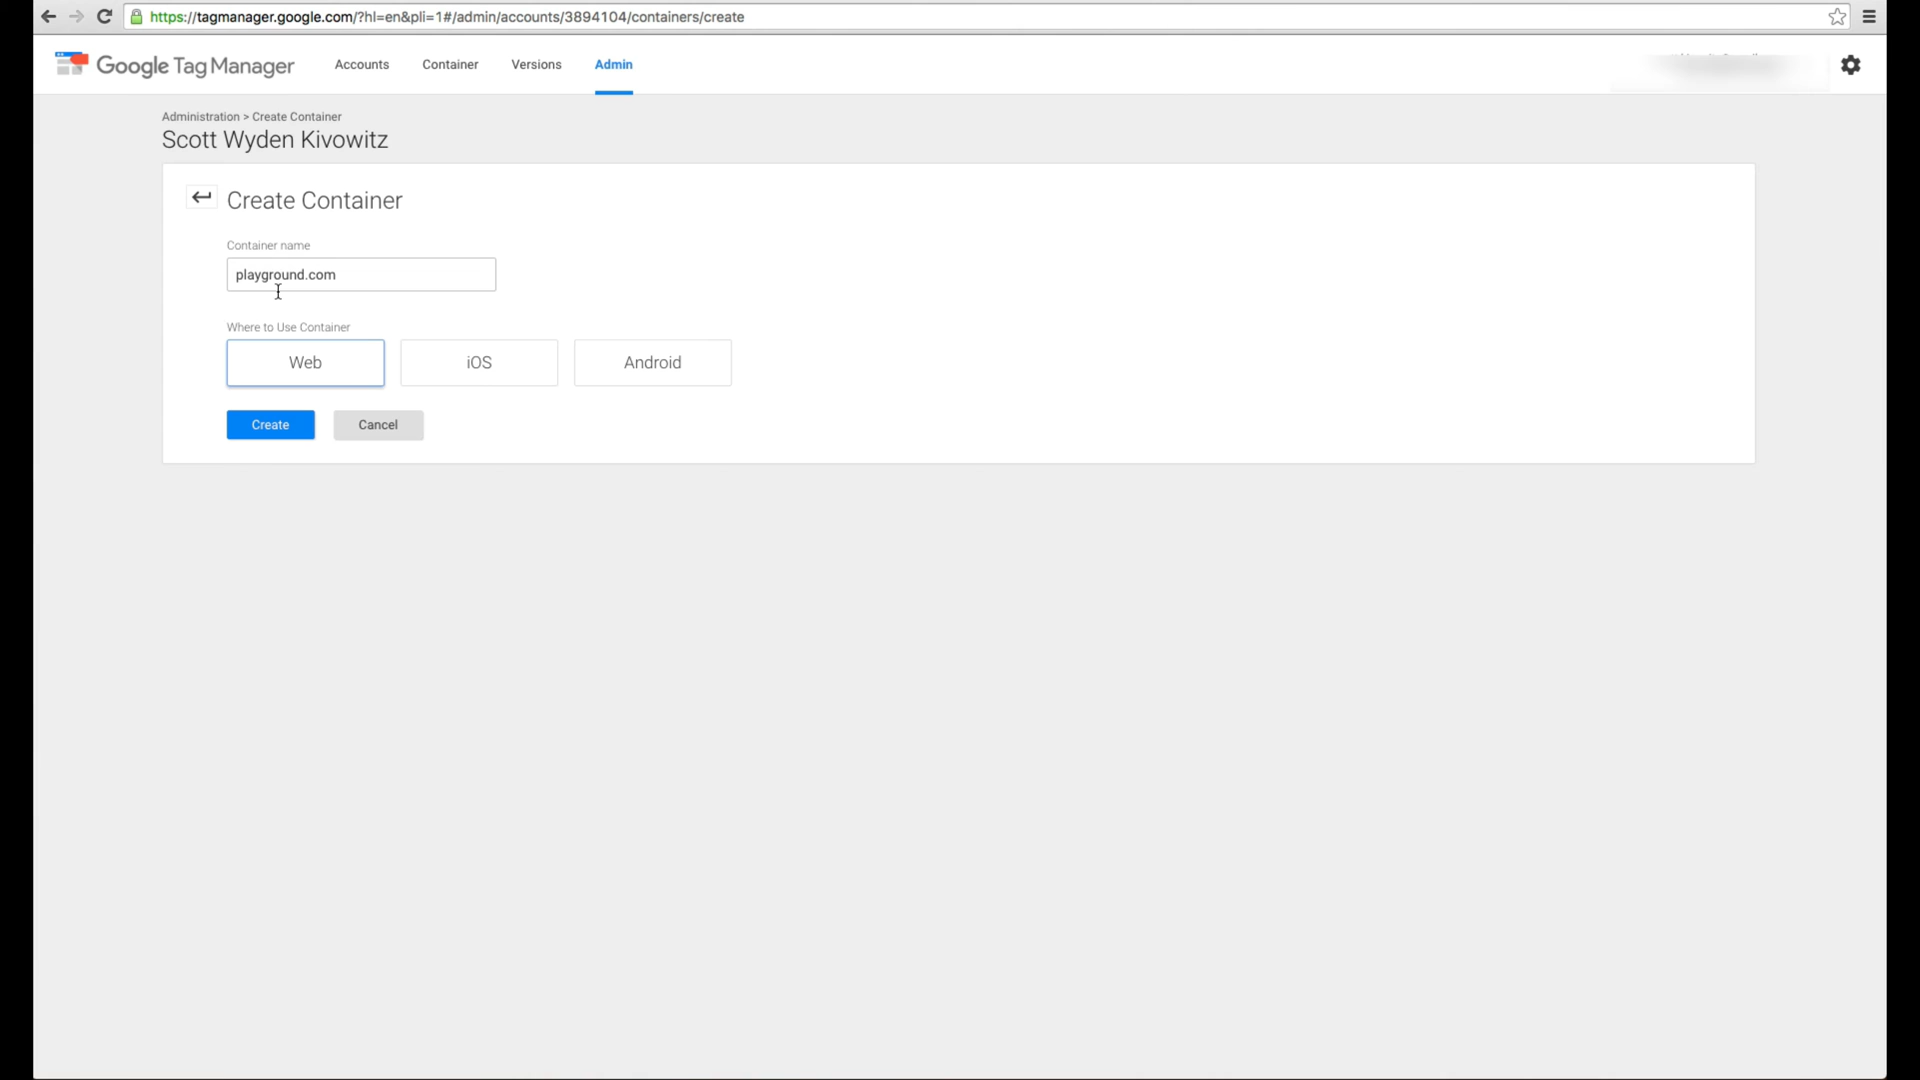 https://tagmanager.google.com/?hl=en&pli=1#/admin/accounts/3894104/containers/create
Google Tag Manager Accounts Container Versions Admin
Administration > Create Container
Scott Wyden Kivowitz
Create Container
Container name
playground.com
Where to Use Container
Web iOS Android
Create Cancel